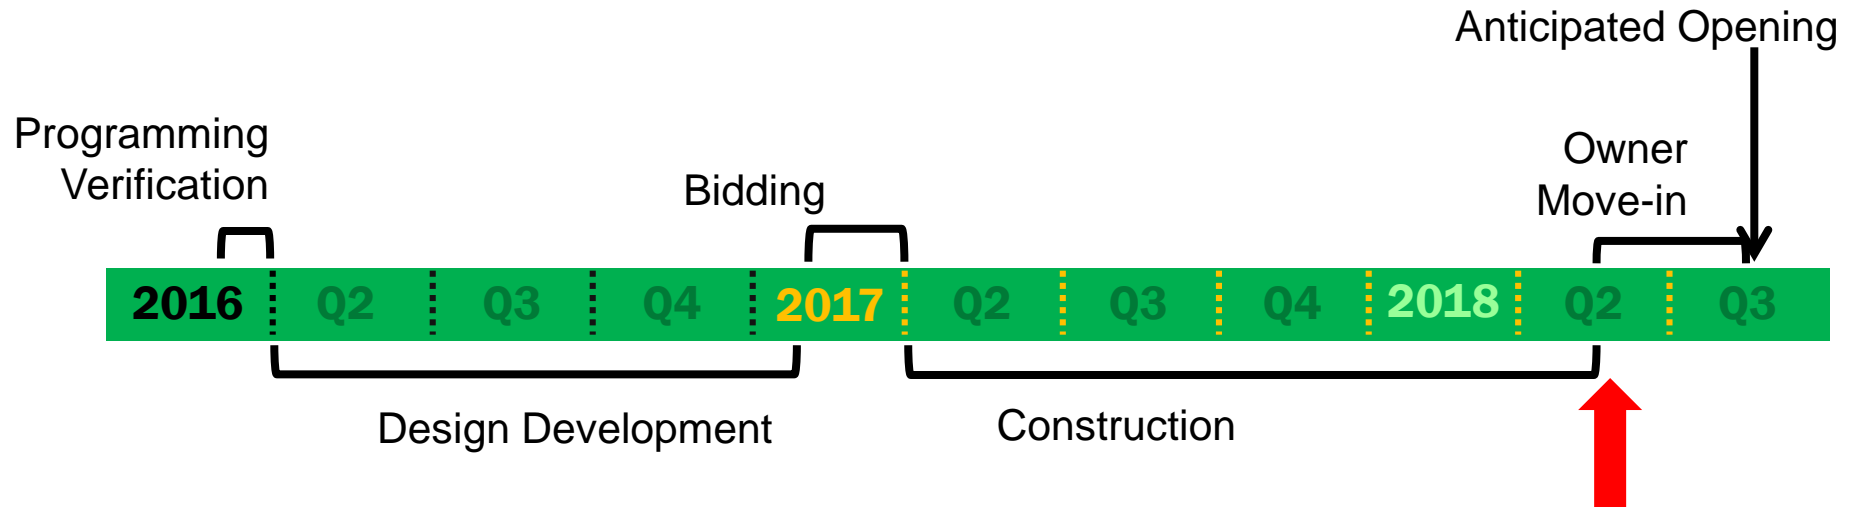 Anticipated Opening
Programming
Verification
Bidding
Owner
Move-in
2016 Q2 Q3 Q4 2017 Q2 Q3 Q4 2018 Q2 Q3
Design Development
Construction